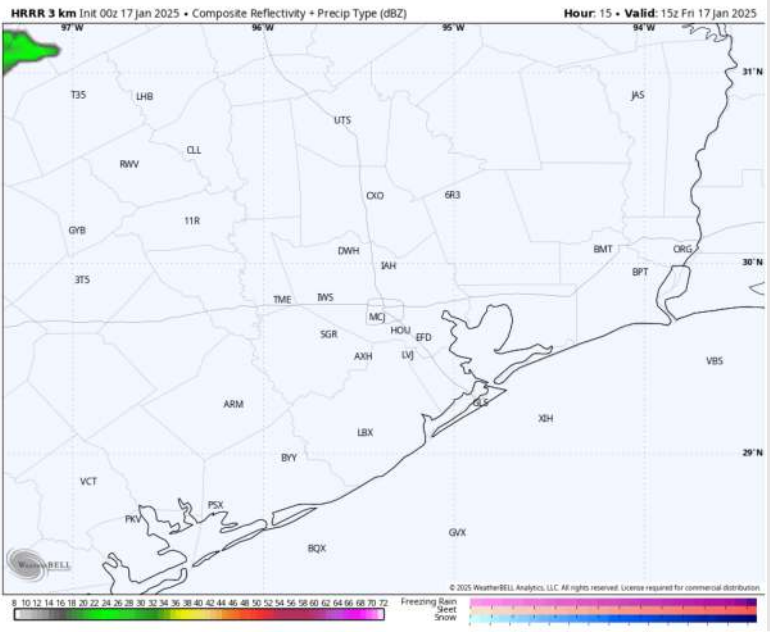 HRRR 3 km Init 00z 17 Jan 2025 • Composite Reflectivity + Precip Type (dBZ)
Hour: 15 • Valid: 15z Fri 17 Jan 2025
97°W 96°W 95°W 94°W
31°N
T35 LHB JAS
UTS
CLL
RWV
CXO 6R3
11R
GYB
DWH BMT ORG
IAH 30°N
BPT
3T5
TME IWS
MCJ
SGR HOU EFD
AXH LVJ
VBS
ARM GLS
XIH
LBX
BYY 29°N
VCT
PSX
PKV
GVX
BQX
WeatherBELL
© 2025 WeatherBELL Analytics, LLC. All rights reserved. License required for commercial distribution.
8 10 12 14 16 18 20 22 24 26 28 30 32 34 36 38 40 42 44 46 48 50 52 54 56 58 60 62 64 66 68 70 72
Freezing Rain
Sleet
Snow